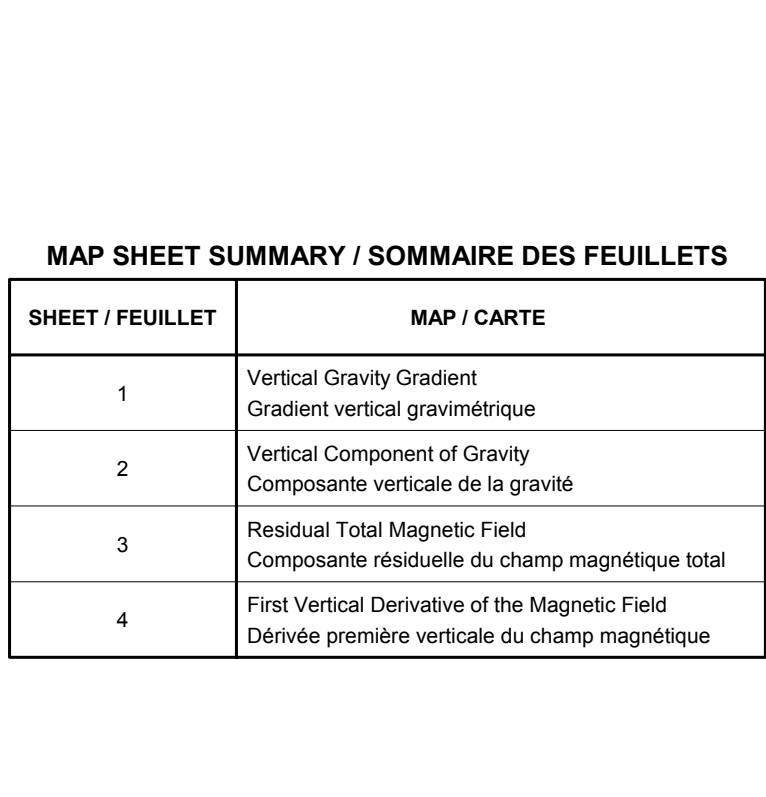 MAP SHEET SUMMARY / SOMMAIRE DES FEUILLETS
SHEET / FEUILLET
MAP / CARTE
1
Vertical Gravity Gradient
Gradient vertical gravimétrique
2
Vertical Component of Gravity
Composante verticale de la gravité
3
Residual Total Magnetic Field
Composante résiduelle du champ magnétique total
4
First Vertical Derivative of the Magnetic Field
Dérivée première verticale du champ magnétique